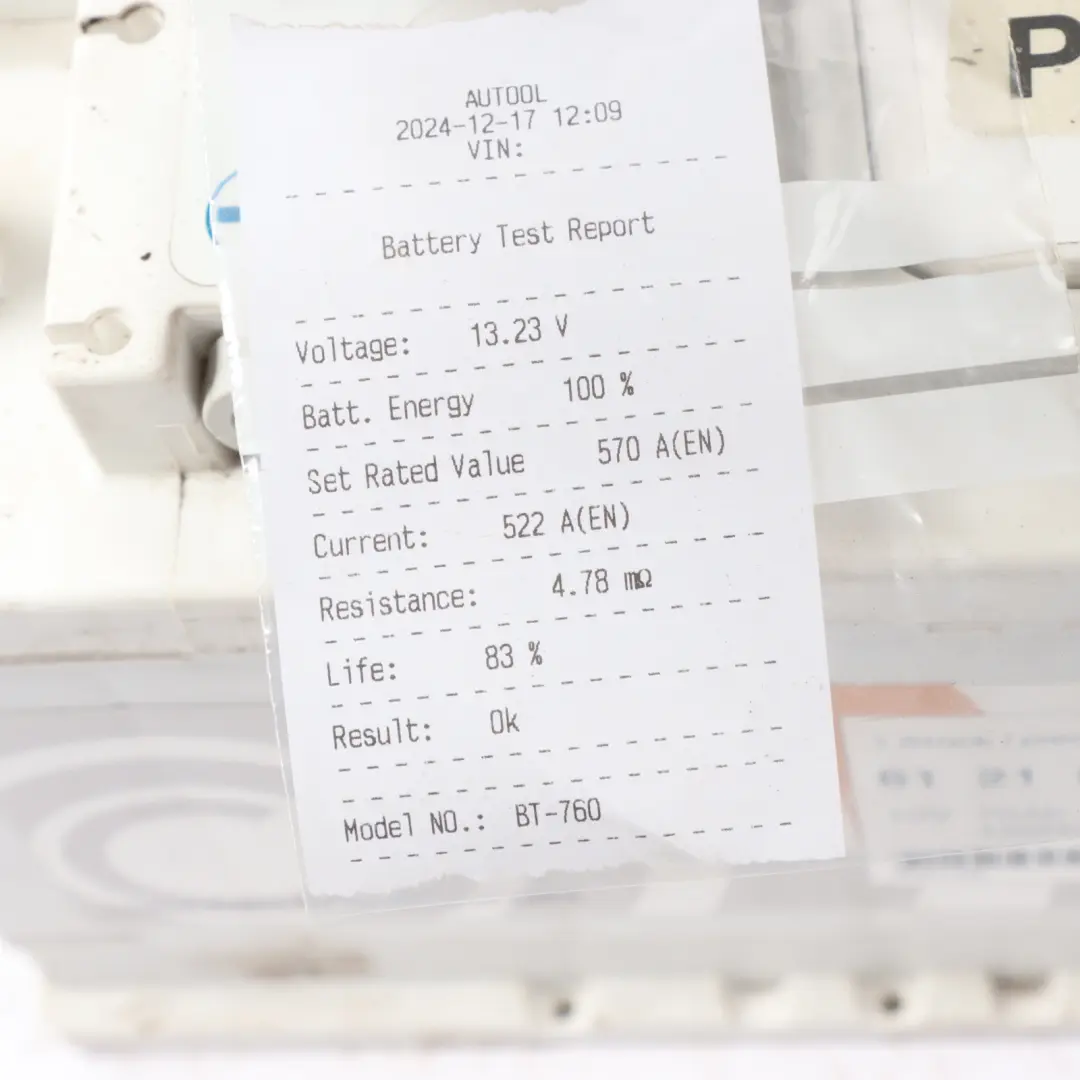 AUTOOL
2024-12-17 12:09
VIN:
Battery Test Report
Voltage: 13.23 V
Batt. Energy 100 %
Set Rated Value 570 A(EN)
Current: 522 A(EN)
Resistance: 4.78 mΩ
Life: 83 %
Result: Ok
Model NO.: BT-760
P